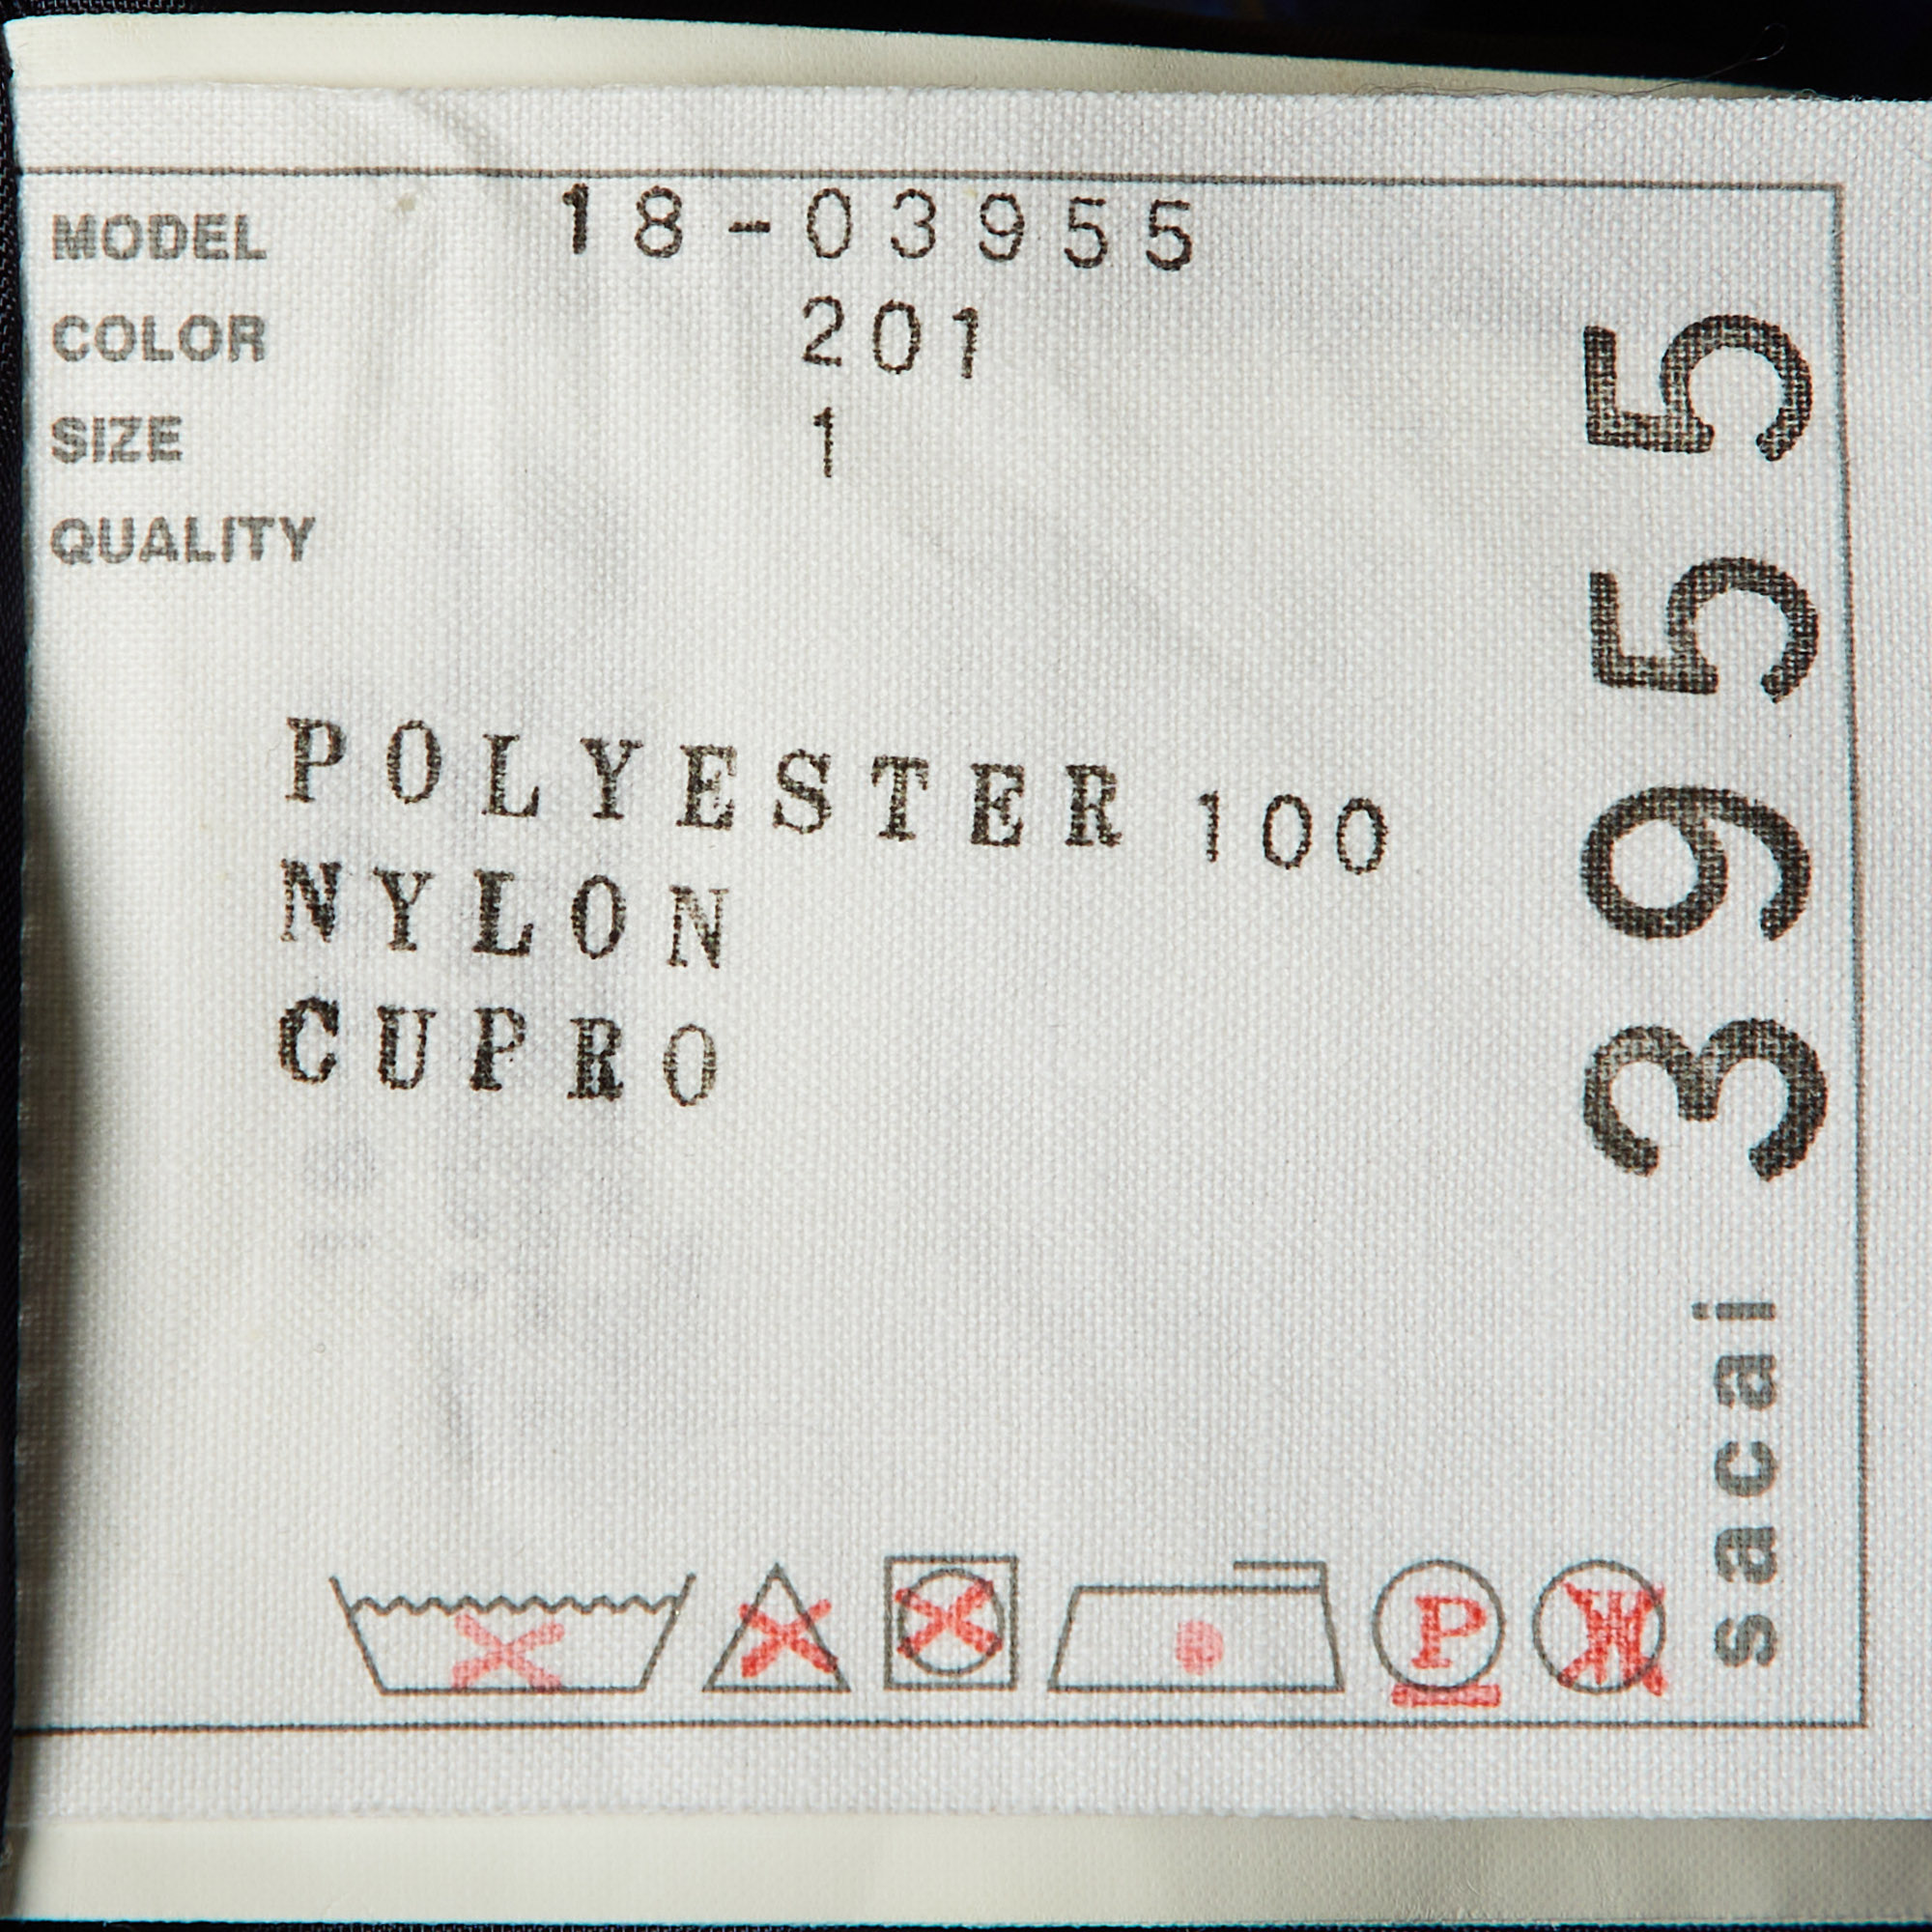 MODEL 18-03955
COLOR 201
SIZE 1
QUALITY
POLYESTER 100
NYLON
CUPRO
P W
sacai 3955